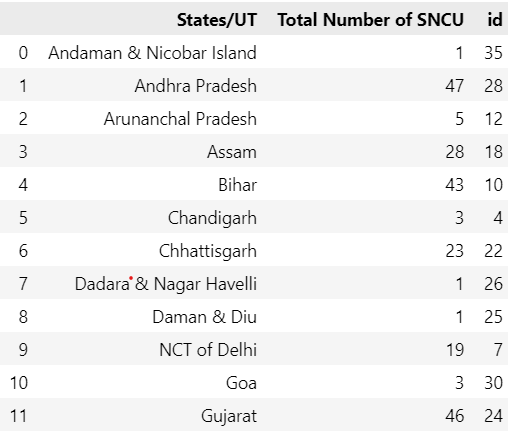 States/UT Total Number of SNCU id
0 Andaman & Nicobar Island 1 35
1 Andhra Pradesh 47 28
2 Arunanchal Pradesh 5 12
3 Assam 28 18
4 Bihar 43 10
5 Chandigarh 3 4
6 Chhattisgarh 23 22
7 Dadara & Nagar Havelli 1 26
8 Daman & Diu 1 25
9 NCT of Delhi 19 7
10 Goa 3 30
11 Gujarat 46 24